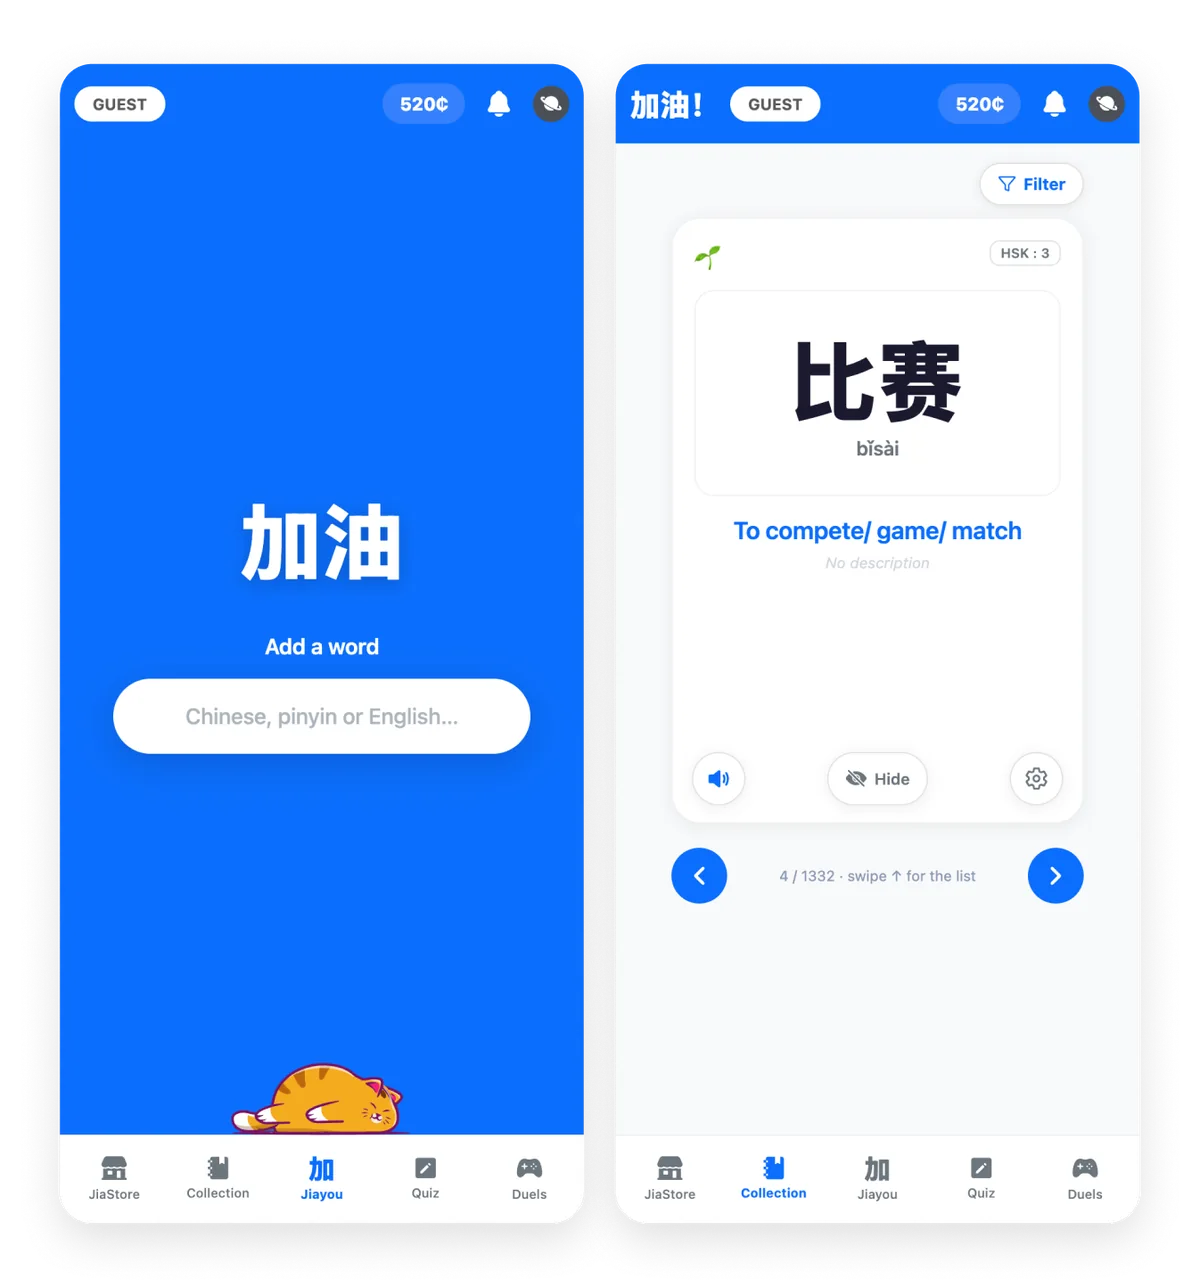 GUEST
520₵
加油
Add a word
Chinese, pinyin or English...
JiaStore
Collection
加
Jiayou
Quiz
Duels
加油!
GUEST
520₵
Filter
HSK : 3
比赛
bǐsài
To compete/ game/ match
No description
Hide
4 / 1332 · swipe ↑ for the list
JiaStore
Collection
加
Jiayou
Quiz
Duels